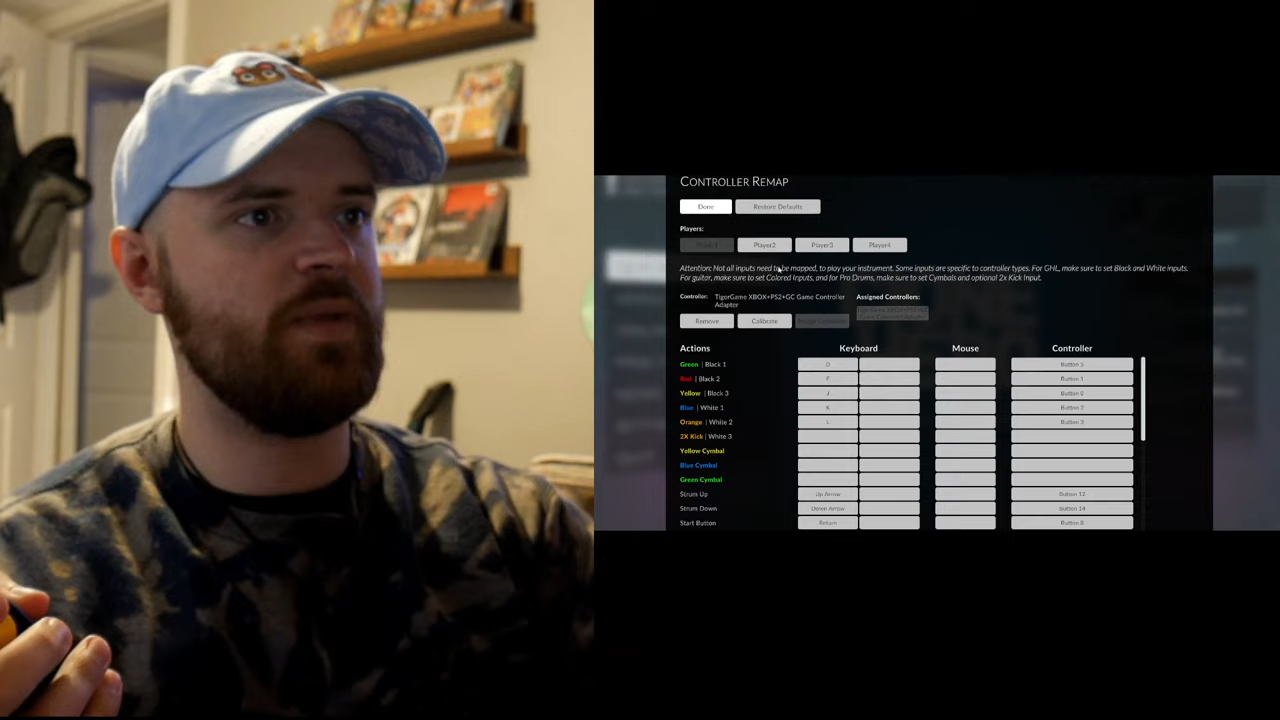 CONTROLLER REMAP
Done Restore Defaults
Players:
Player2 Player3 Player4
Attention: Not all inputs need to be mapped, to play your instrument. Some inputs are specific to controller types. For GHL, make sure to set Black and White inputs.
For guitar, make sure to set Colored Inputs, and for Pro Drums, make sure to set Cymbals and optional 2x Kick Input.
Controller: TigerGame XBOX+PS2+GC Game Controller Adapter Assigned Controllers:
Remove Calibrate
Actions Keyboard Mouse Controller
Green | Black 1 D Button 5
Red | Black 2 F Button 1
Yellow | Black 3 J Button 0
Blue | White 1 K
Orange | White 2 L Button 3
2X Kick | White 3
Yellow Cymbal
Blue Cymbal
Green Cymbal
Strum Up Up Arrow Button 12
Strum Down Down Arrow Button 14
Start Button Return Button 8